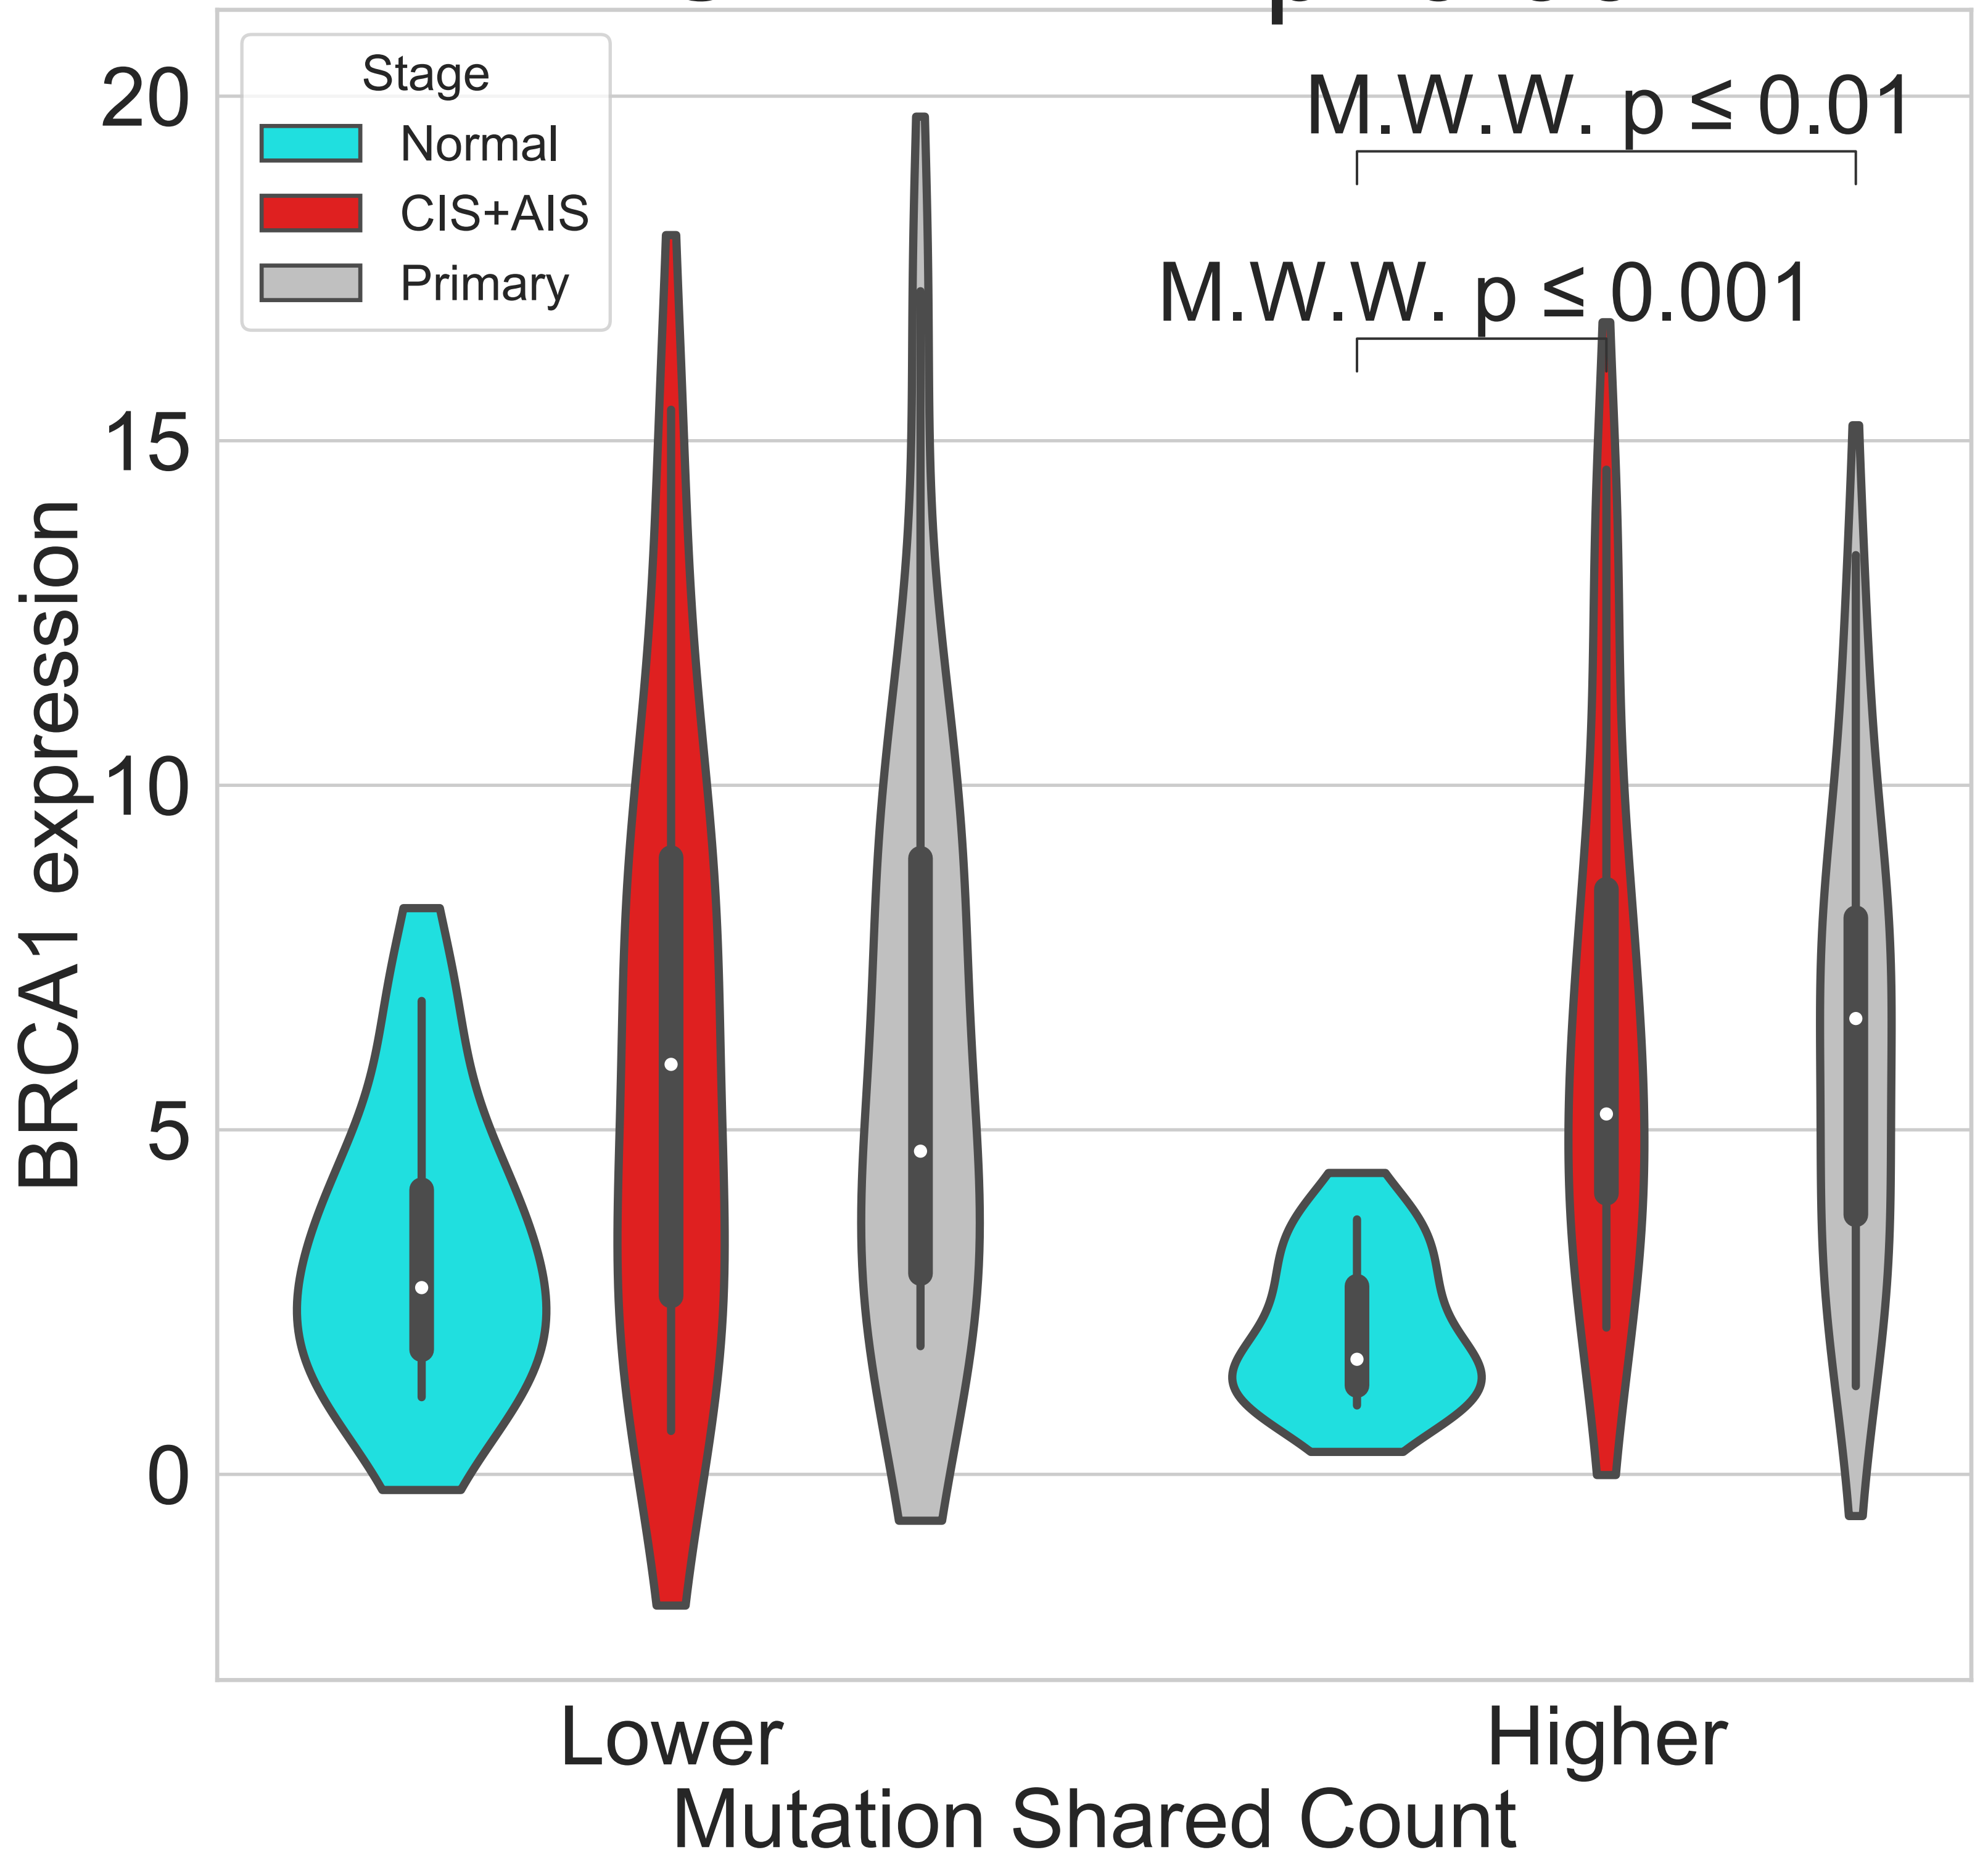 Stage
Normal
CIS+AIS
Primary
M.W.W. p ≤ 0.01
M.W.W. p ≤ 0.001
20
15
10
5
0
BRCA1 expression
Lower
Higher
Mutation Shared Count